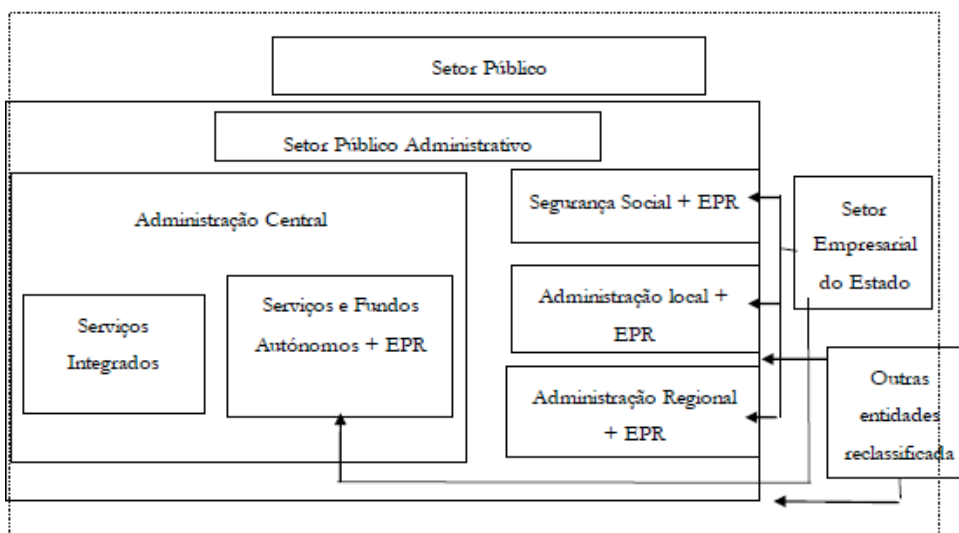 Setor Público
Setor Público Administrativo
Administração Central
Serviços
Integrados
Serviços e Fundos
Autónomos + EPR
Segurança Social + EPR
Administração local +
EPR
Administração Regional
+ EPR
Setor
Empresarial
do Estado
Outras
entidades
reclassificada